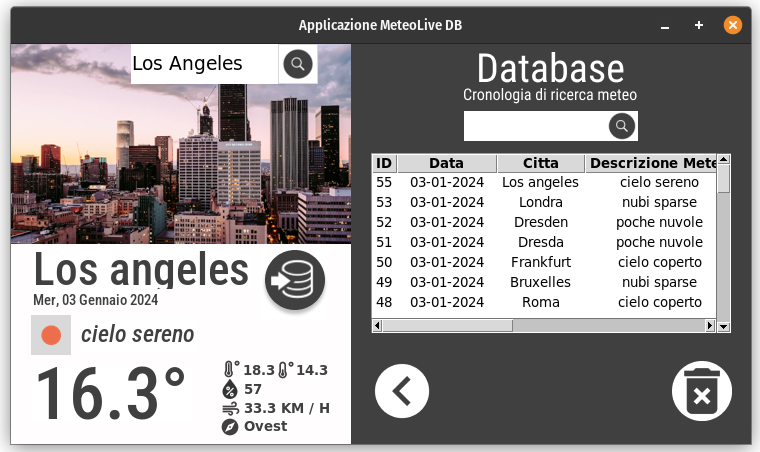 Applicazione MeteoLive DB
Los Angeles
Los angeles
Mer, 03 Gennaio 2024
cielo sereno
16.3°
18.3 14.3
57
33.3 KM / H
Ovest
Database
Cronologia di ricerca meteo
ID Data Citta Descrizione Mete
55 03-01-2024 Los angeles cielo sereno
53 03-01-2024 Londra nubi sparse
52 03-01-2024 Dresden poche nuvole
51 03-01-2024 Dresda poche nuvole
50 03-01-2024 Frankfurt cielo coperto
49 03-01-2024 Bruxelles nubi sparse
48 03-01-2024 Roma cielo coperto